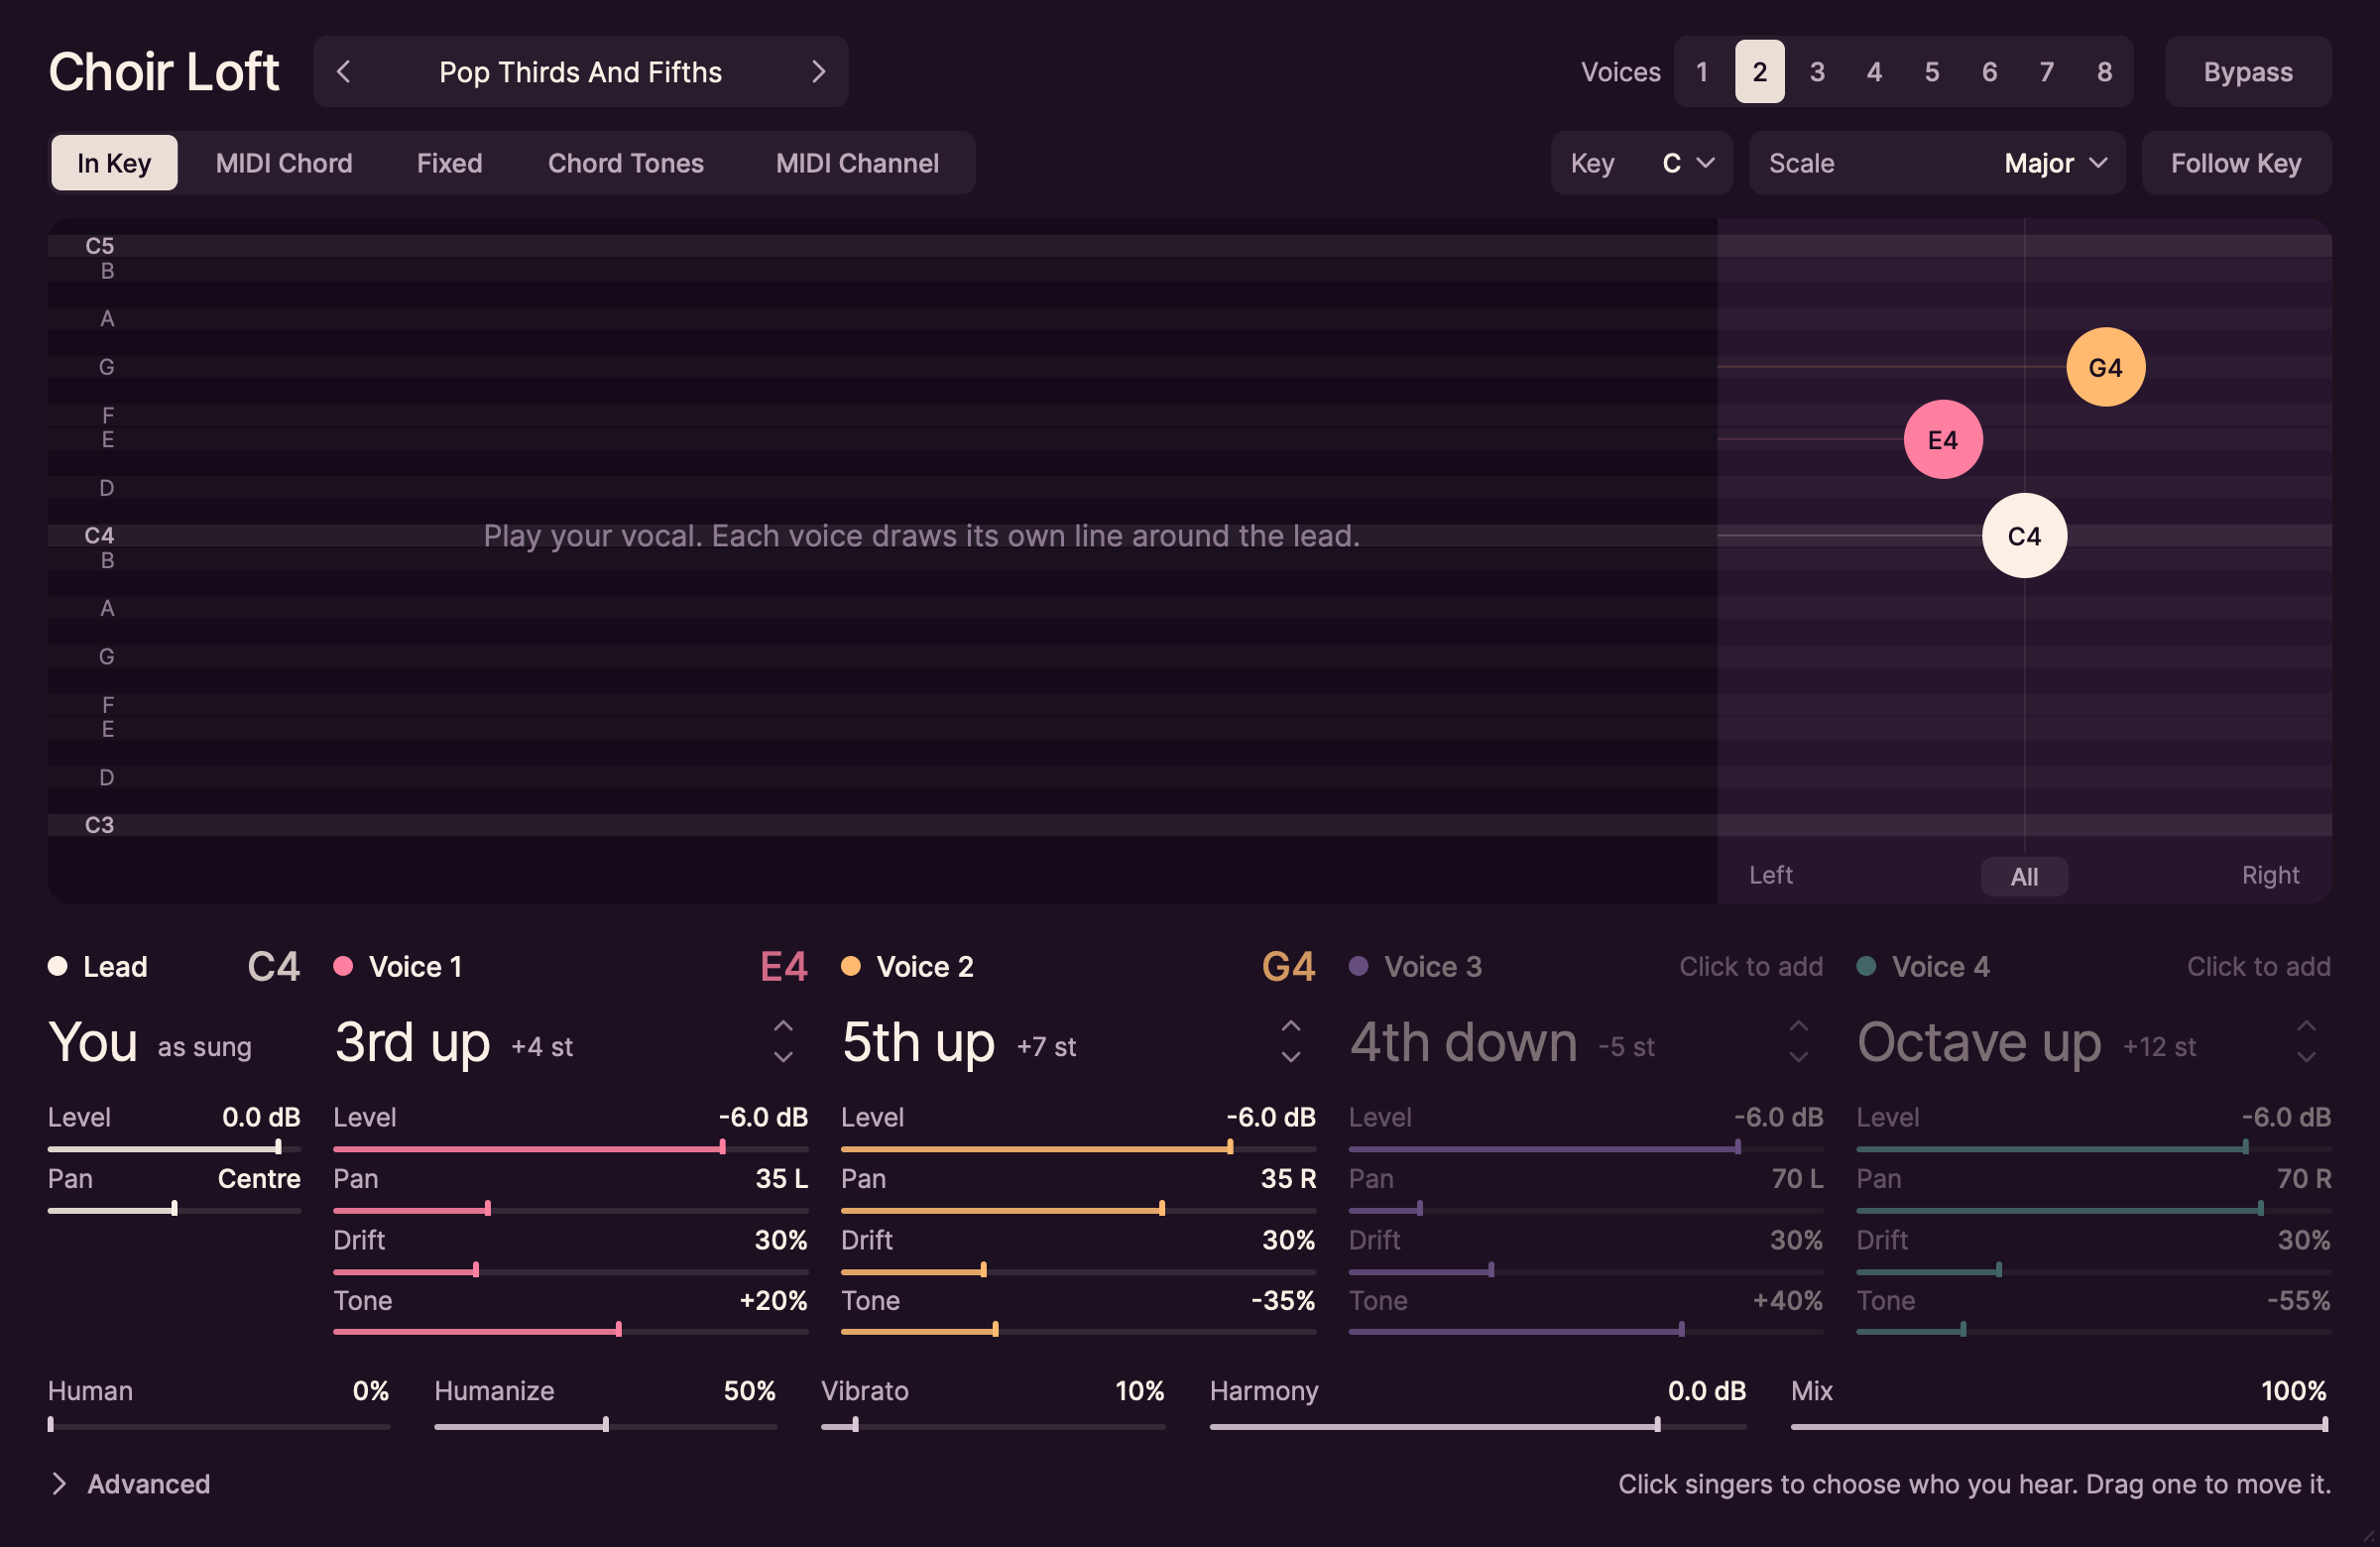 Choir Loft
Pop Thirds And Fifths
Voices 1 2 3 4 5 6 7 8
Bypass
In Key MIDI Chord Fixed Chord Tones MIDI Channel
Key C
Scale Major
Follow Key
C5
B
A
G
F
E
D
C4
B
A
G
F
E
D
C3
Play your vocal. Each voice draws its own line around the lead.
G4
E4
C4
Left All Right
Lead C4
You as sung
Level 0.0 dB
Pan Centre
Voice 1 E4
3rd up +4 st
Level -6.0 dB
Pan 35 L
Drift 30%
Tone +20%
Voice 2 G4
5th up +7 st
Level -6.0 dB
Pan 35 R
Drift 30%
Tone -35%
Voice 3 Click to add
4th down -5 st
Level -6.0 dB
Pan 70 L
Drift 30%
Tone +40%
Voice 4 Click to add
Octave up +12 st
Level -6.0 dB
Pan 70 R
Drift 30%
Tone -55%
Human 0%
Humanize 50%
Vibrato 10%
Harmony 0.0 dB
Mix 100%
Advanced
Click singers to choose who you hear. Drag one to move it.